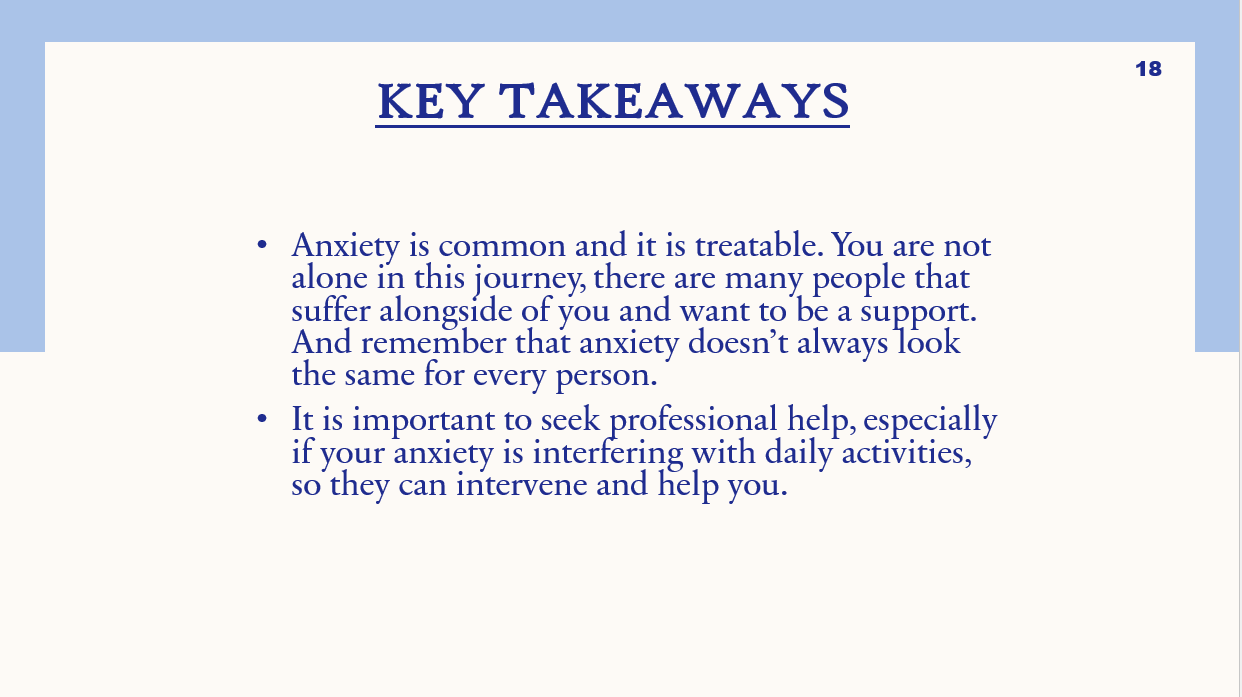 18
KEY TAKEAWAYS
• Anxiety is common and it is treatable. You are not
alone in this journey, there are many people that
suffer alongside of you and want to be a support.
And remember that anxiety doesn’t always look
the same for every person.
• It is important to seek professional help, especially
if your anxiety is interfering with daily activities,
so they can intervene and help you.